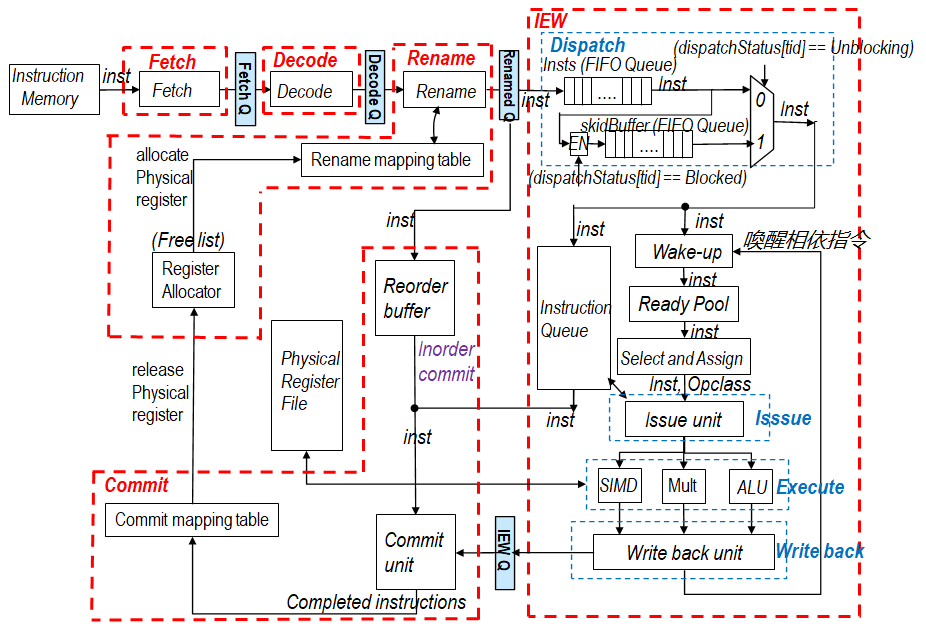 IEW
Dispatch
(dispatchStatus[tid] == Unblocking)
Fetch
Decode
Rename
Instruction
Memory
inst
Fetch
Fetch Q
Decode
Decode Q
Rename
Renamed Q
inst
Insts (FIFO Queue)
....
Inst
0
1
Inst
skidBuffer (FIFO Queue)
EN
....
(dispatchStatus[tid] == Blocked)
allocate
Physical
register
Rename mapping table
(Free list)
Register
Allocator
inst
inst
inst
Wake-up
喚醒相依指令
inst
Ready Pool
inst
Select and Assign
Inst, Opclass
Instruction
Queue
Reorder
buffer
Inorder
commit
Physical
Register
File
release
Physical
register
inst
inst
Issue unit
Isssue
SIMD
Mult
ALU
Execute
Commit
Commit mapping table
Commit
unit
IEW Q
Write back unit
Write back
Completed instructions